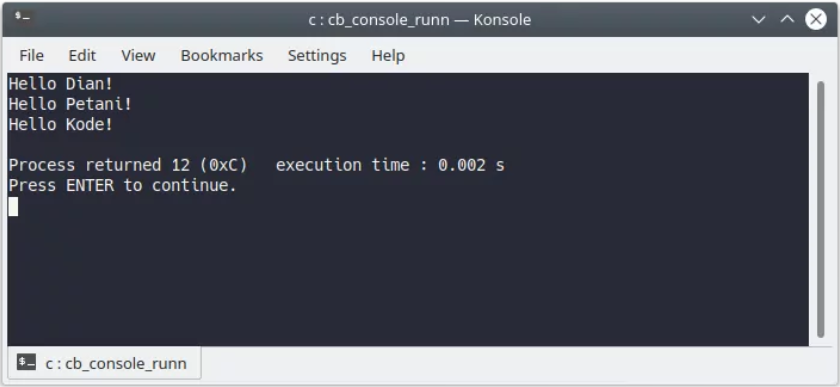 c : cb_console_runn — Konsole
File Edit View Bookmarks Settings Help
Hello Dian!
Hello Petani!
Hello Kode!
Process returned 12 (0xC)   execution time : 0.002 s
Press ENTER to continue.
c : cb_console_runn